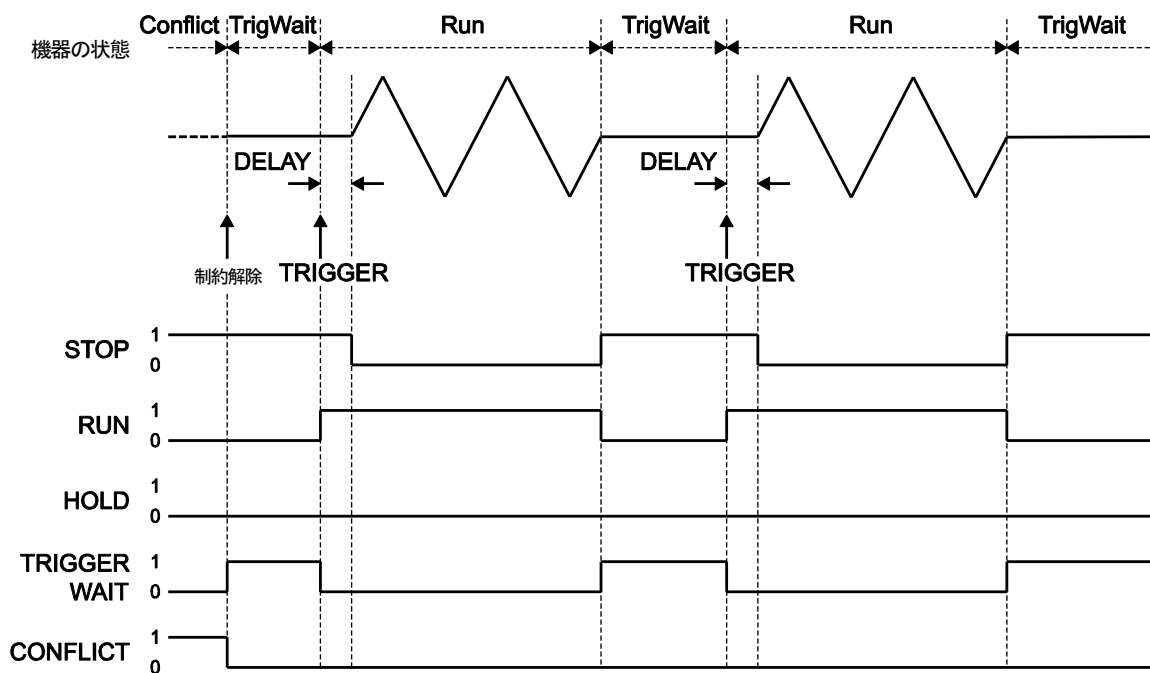 Conflict TrigWait Run TrigWait Run TrigWait
機器の状態
DELAY DELAY
制約解除 TRIGGER TRIGGER
1
STOP
0
1
RUN
0
1
HOLD
0
TRIGGER 1
WAIT 0
1
CONFLICT
0